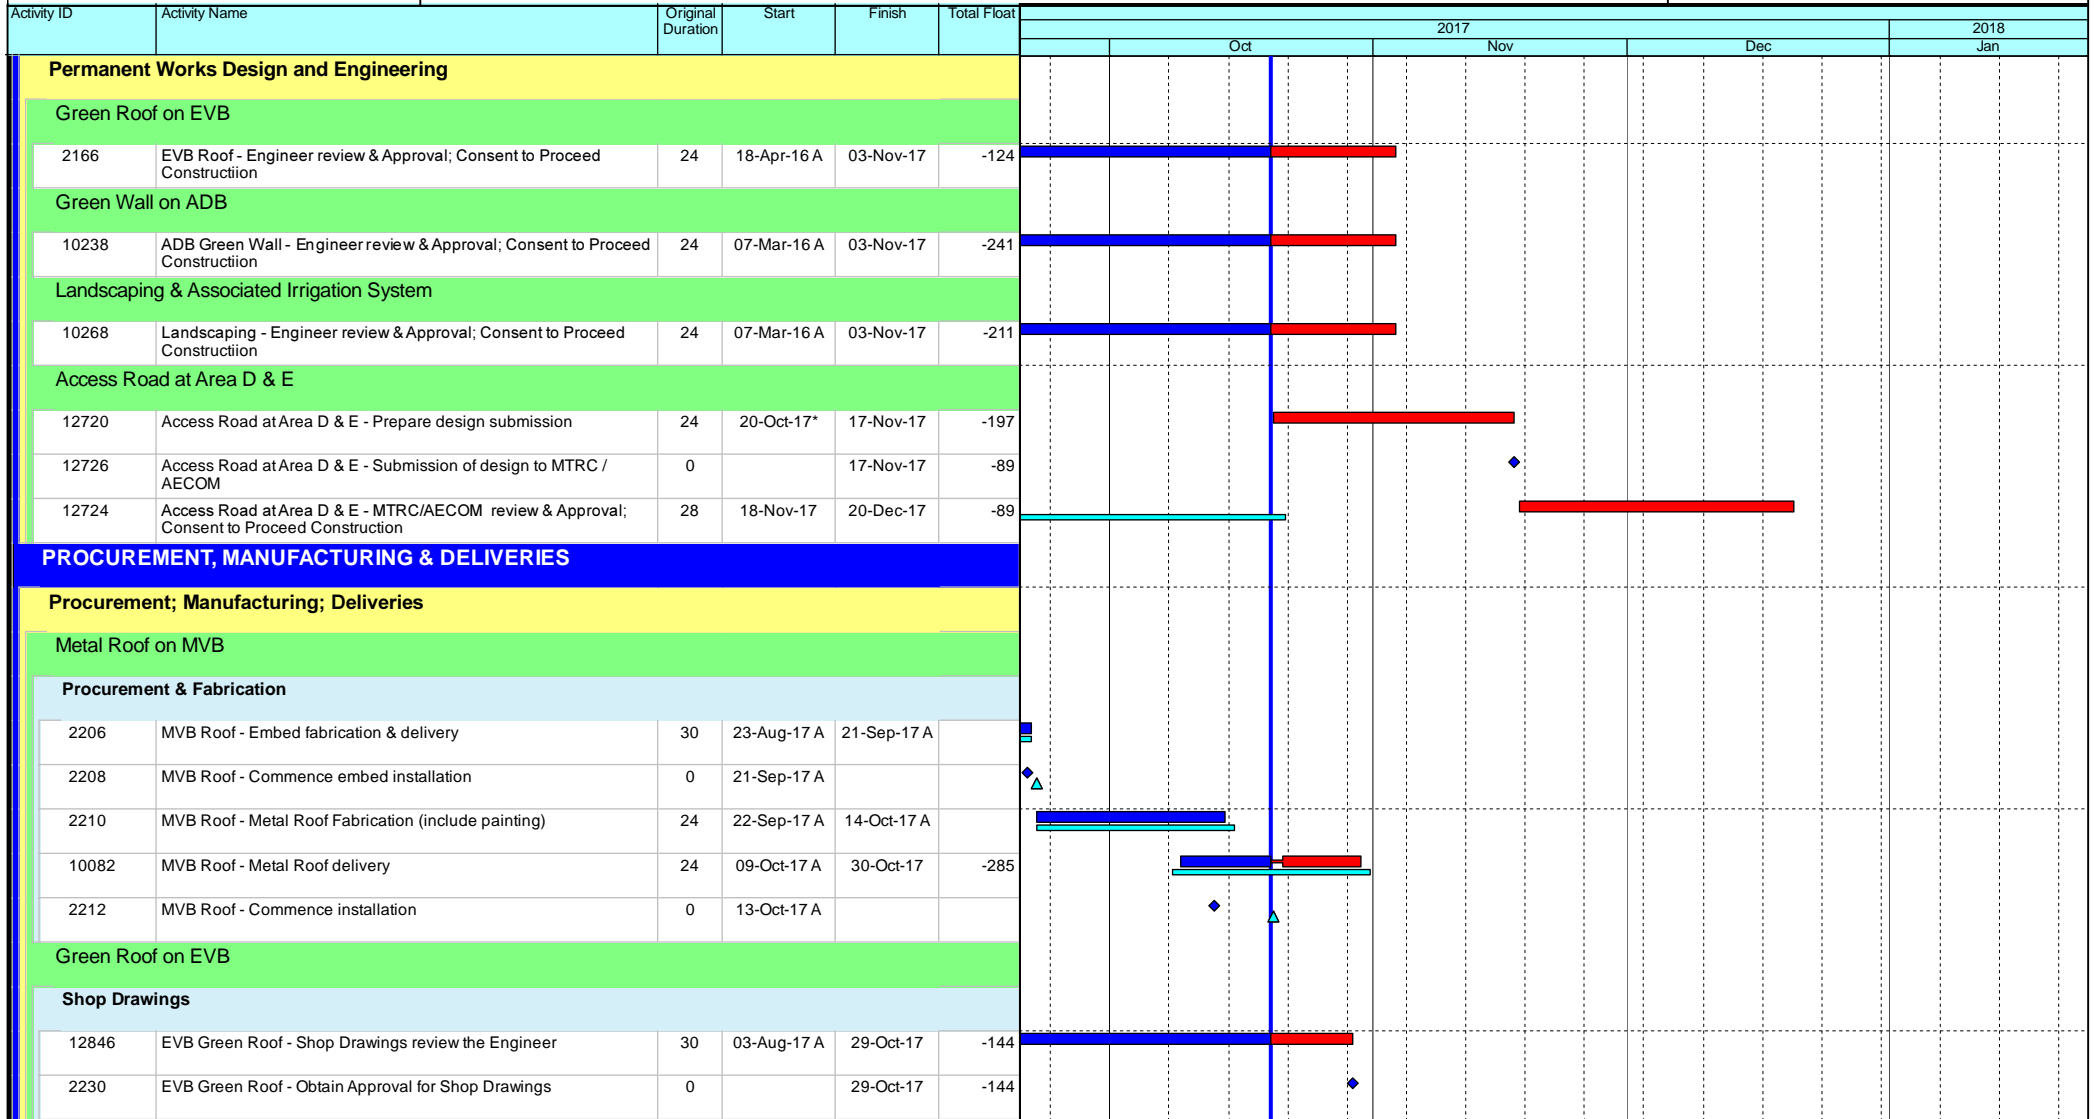 Activity ID Activity Name Original Duration Start Finish Total Float
2017 2018
Oct Nov Dec Jan
Permanent Works Design and Engineering
Green Roof on EVB
2166 EVB Roof - Engineer review & Approval; Consent to Proceed 24 18-Apr-16 A 03-Nov-17 -124
Constructiion
Green Wall on ADB
10238 ADB Green Wall - Engineer review & Approval; Consent to Proceed 24 07-Mar-16 A 03-Nov-17 -241
Constructiion
Landscaping & Associated Irrigation System
10268 Landscaping - Engineer review & Approval; Consent to Proceed 24 07-Mar-16 A 03-Nov-17 -211
Constructiion
Access Road at Area D & E
12720 Access Road at Area D & E - Prepare design submission 24 20-Oct-17* 17-Nov-17 -197
12726 Access Road at Area D & E - Submission of design to MTRC / 0 17-Nov-17 -89
AECOM
12724 Access Road at Area D & E - MTRC/AECOM review & Approval; 28 18-Nov-17 20-Dec-17 -89
Consent to Proceed Construction
PROCUREMENT, MANUFACTURING & DELIVERIES
Procurement; Manufacturing; Deliveries
Metal Roof on MVB
Procurement & Fabrication
2206 MVB Roof - Embed fabrication & delivery 30 23-Aug-17 A 21-Sep-17 A
2208 MVB Roof - Commence embed installation 0 21-Sep-17 A
2210 MVB Roof - Metal Roof Fabrication (include painting) 24 22-Sep-17 A 14-Oct-17 A
10082 MVB Roof - Metal Roof delivery 24 09-Oct-17 A 30-Oct-17 -285
2212 MVB Roof - Commence installation 0 13-Oct-17 A
Green Roof on EVB
Shop Drawings
12846 EVB Green Roof - Shop Drawings review the Engineer 30 03-Aug-17 A 29-Oct-17 -144
2230 EVB Green Roof - Obtain Approval for Shop Drawings 0 29-Oct-17 -144